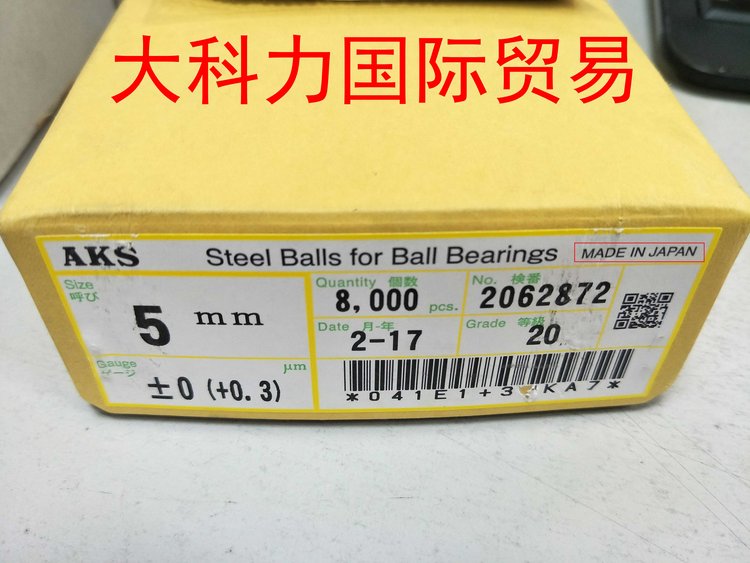 大科力国际贸易
AKS Steel Balls for Ball Bearings MADE IN JAPAN
Size
呼び
5 mm
Quantity 個数
8,000 pcs.
No. 検番
2062872
Date 月-年
2-17
Grade 等級
20
Gauge
ゲージ
μm
±0 (+0.3)